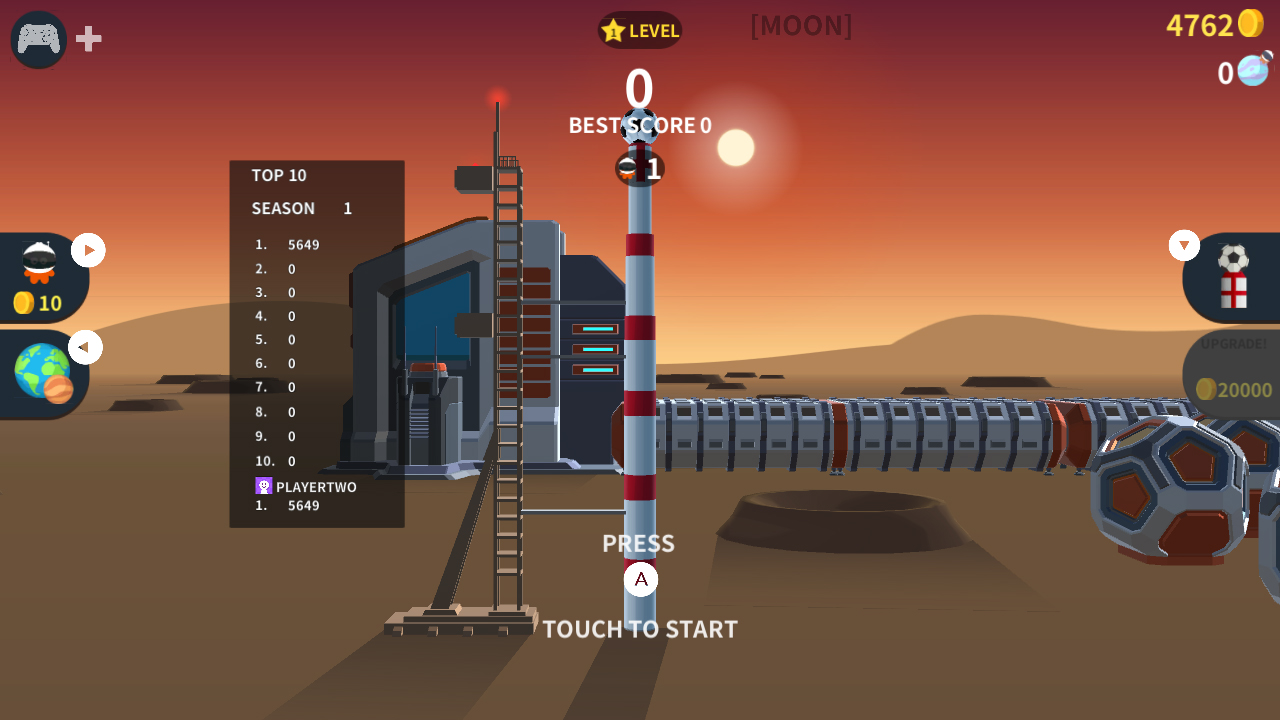 1 LEVEL
[MOON]
4762
0
0
BEST SCORE 0
1
TOP 10
SEASON 1
1. 5649
2. 0
3. 0
4. 0
5. 0
6. 0
7. 0
8. 0
9. 0
10. 0
PLAYERTWO
1. 5649
10
UPGRADE!
20000
PRESS
A
TOUCH TO START